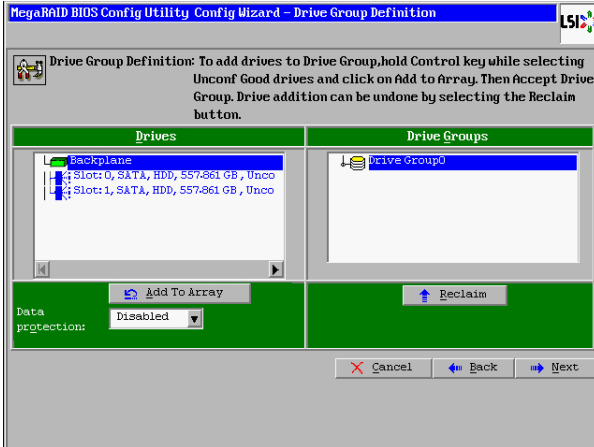 MegaRAID BIOS Config Utility Config Wizard – Drive Group Definition
LSI
Drive Group Definition: To add drives to Drive Group,hold Control key while selecting
Unconf Good drives and click on Add to Array. Then Accept Drive
Group. Drive addition can be undone by selecting the Reclaim
button.
Drives
Drive Groups
Backplane
Slot: 0, SATA, HDD, 557.861 GB , Unco
Slot: 1, SATA, HDD, 557.861 GB , Unco
Drive Group0
Add To Array
Reclaim
Data
protection:
Disabled
Cancel
Back
Next